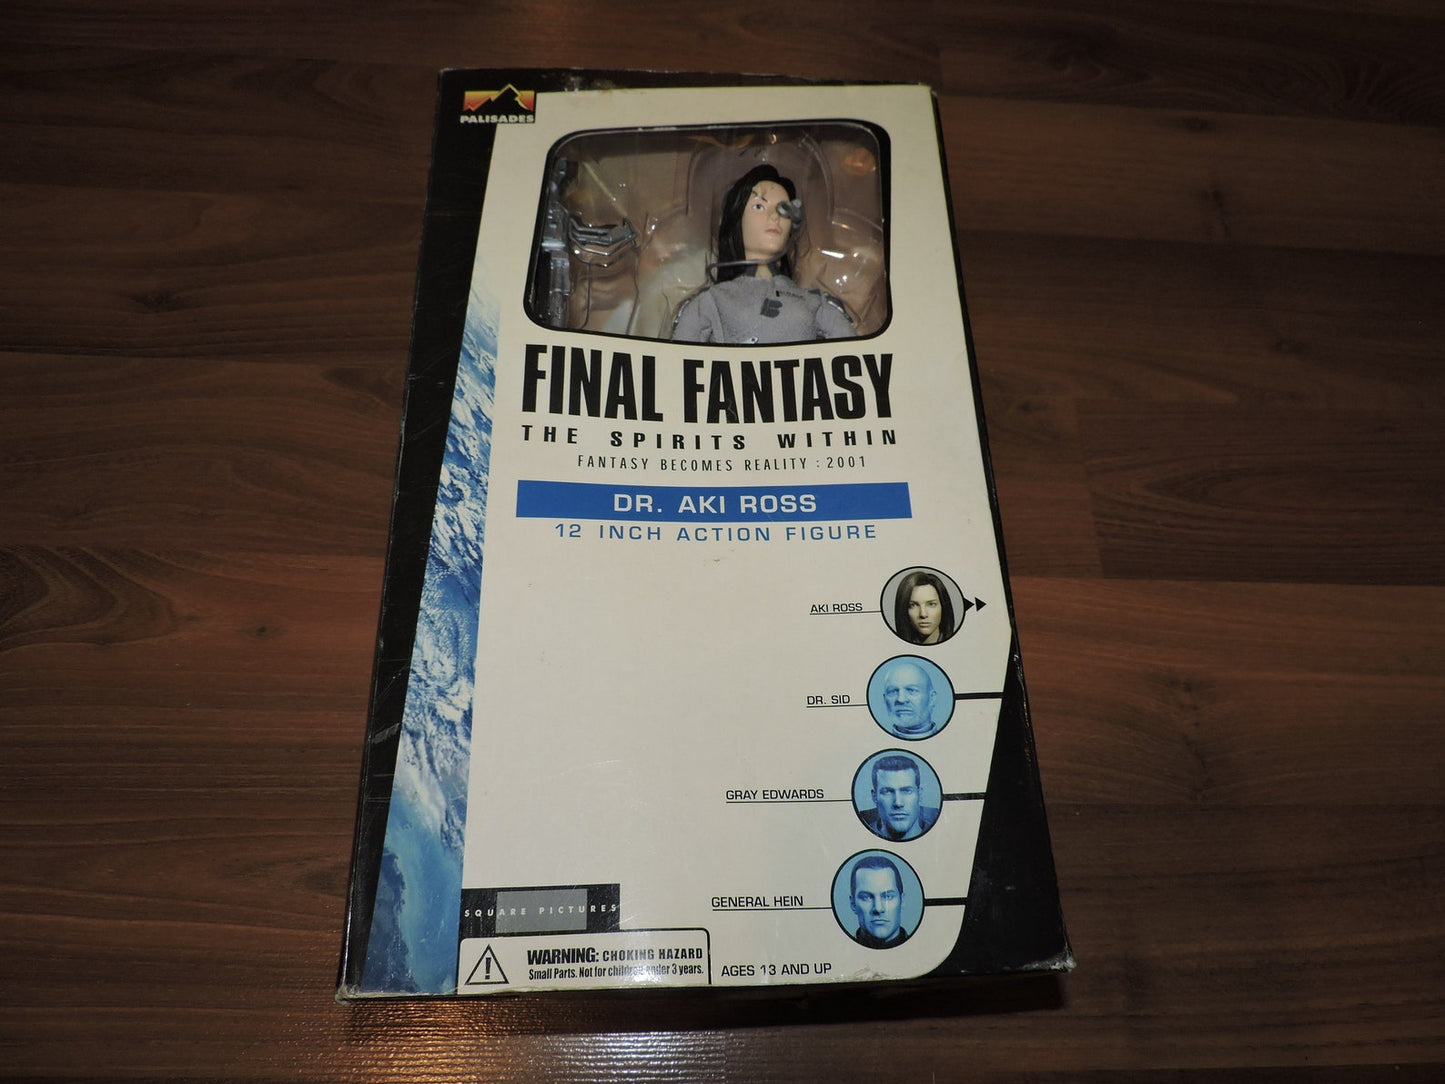 PALISADES
FINAL FANTASY
THE SPIRITS WITHIN
FANTASY BECOMES REALITY : 2001
DR. AKI ROSS
12 INCH ACTION FIGURE
AKI ROSS
DR. SID
GRAY EDWARDS
GENERAL HEIN
SQUARE PICTURES
WARNING: CHOKING HAZARD
Small Parts. Not for children under 3 years.
AGES 13 AND UP